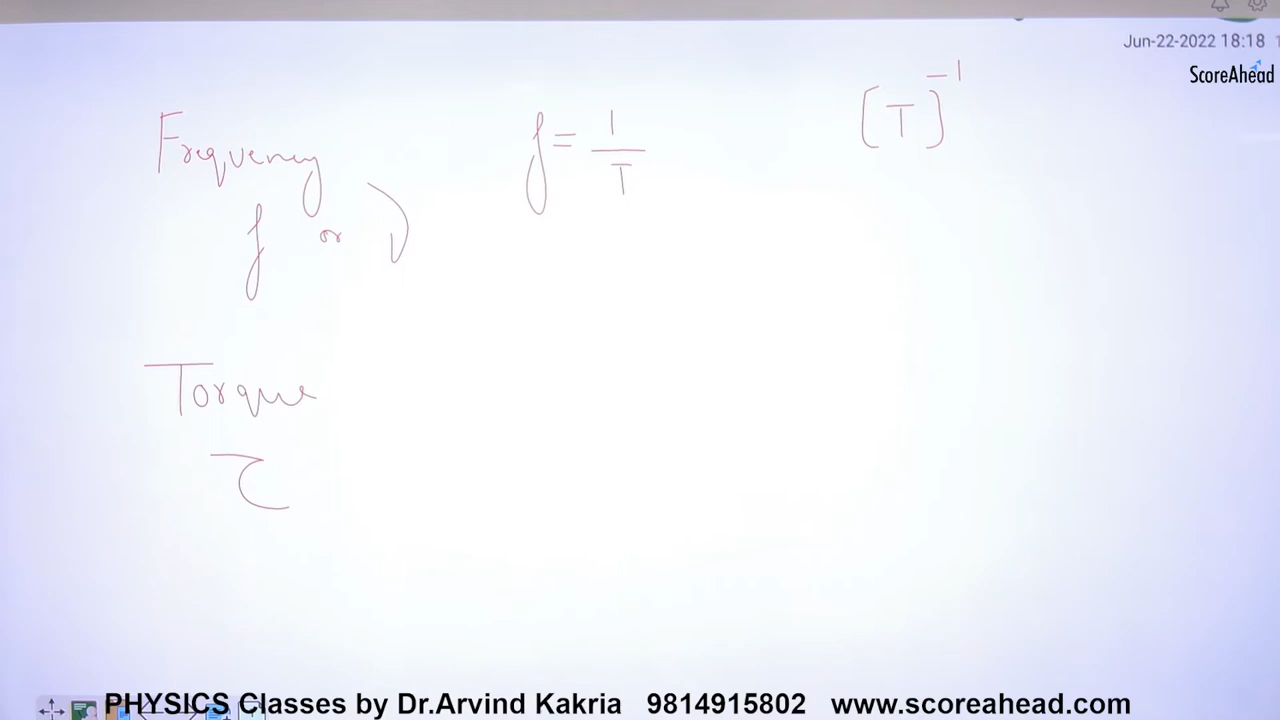 Jun-22-2022 18:18
ScoreAhead
Frequency f = 1/T [T]⁻¹
f or ν
Torque
τ
PHYSICS Classes by Dr.Arvind Kakria 9814915802 www.scoreahead.com